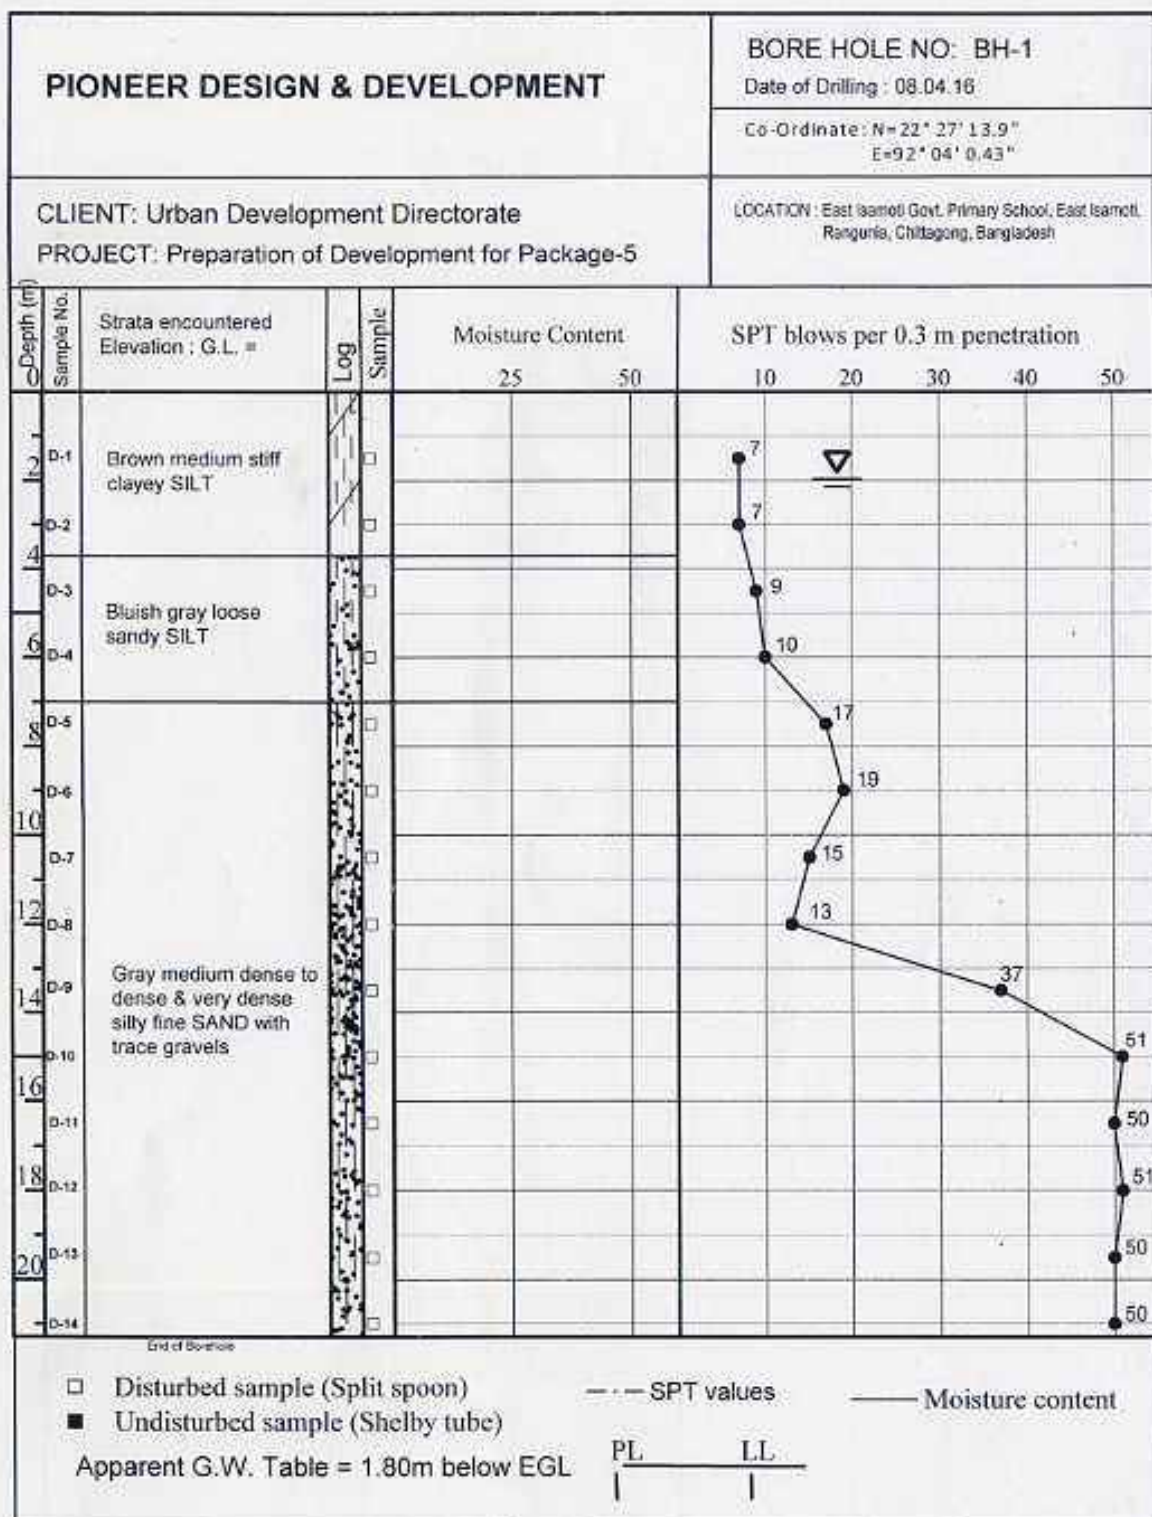 PIONEER DESIGN & DEVELOPMENT
BORE HOLE NO: BH-1
Date of Drilling : 08.04.16
Co-Ordinate: N=22° 27' 13.9"
E=92° 04' 0.43"
CLIENT: Urban Development Directorate
PROJECT: Preparation of Development for Package-5
LOCATION : East Isamoti Govt. Primary School, East Isamoti,
Rangunia, Chittagong, Bangladesh
Depth (m)
Sample No.
Strata encountered
Elevation : G.L. =
Log
Sample
Moisture Content
SPT blows per 0.3 m penetration
0
25
50
10
20
30
40
50
D-1
2
Brown medium stiff
clayey SILT
7
D-2
7
4
D-3
9
Bluish gray loose
sandy SILT
6
D-4
10
D-5
17
8
D-6
19
10
D-7
15
12
D-8
13
Gray medium dense to
dense & very dense
silly fine SAND with
trace gravels
14
D-9
37
D-10
51
16
D-11
50
18
D-12
51
20
D-13
50
D-14
50
End of Borehole
□ Disturbed sample (Split spoon)
■ Undisturbed sample (Shelby tube)
SPT values
Moisture content
Apparent G.W. Table = 1.80m below EGL
PL
LL